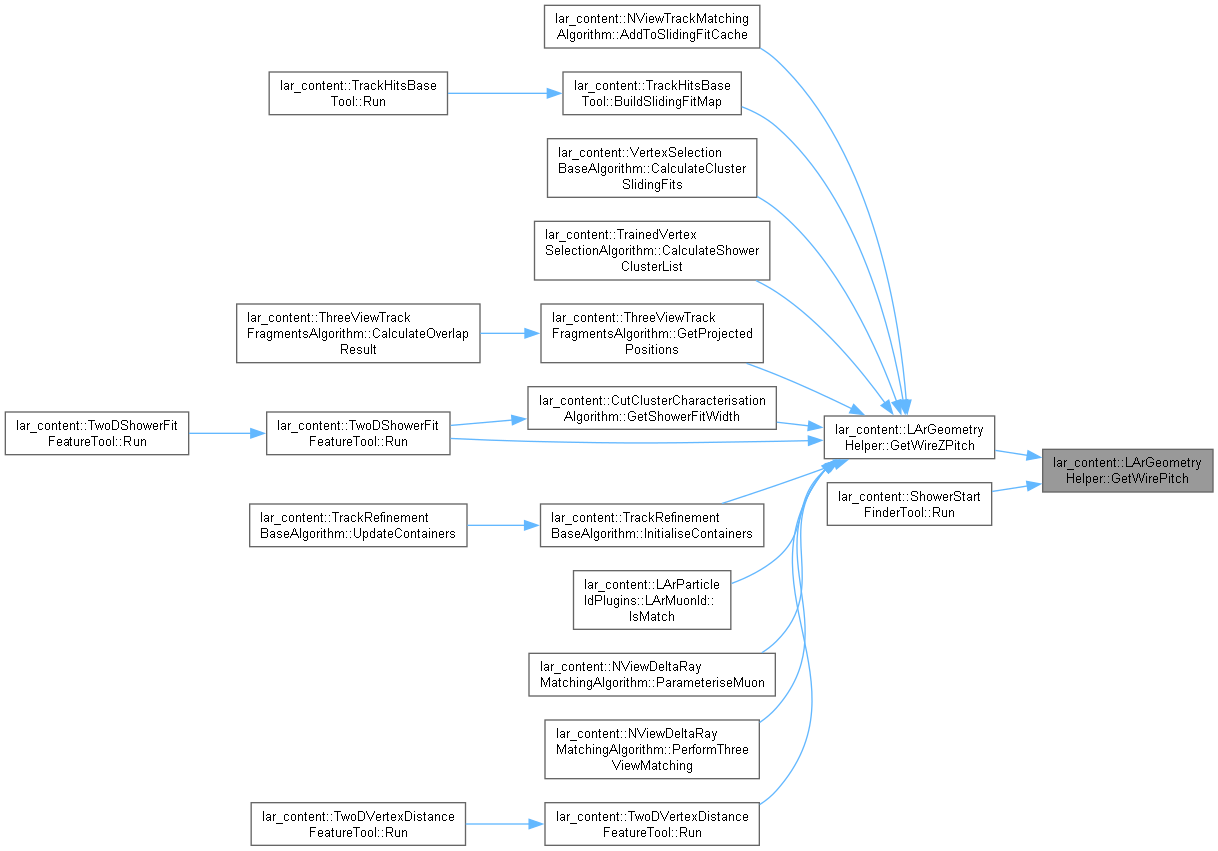 lar_content::NViewTrackMatching
Algorithm::AddToSlidingFitCache
lar_content::TrackHitsBase
Tool::Run
lar_content::TrackHitsBase
Tool::BuildSlidingFitMap
lar_content::VertexSelection
BaseAlgorithm::CalculateCluster
SlidingFits
lar_content::TrainedVertex
SelectionAlgorithm::CalculateShower
ClusterList
lar_content::ThreeViewTrack
FragmentsAlgorithm::CalculateOverlap
Result
lar_content::ThreeViewTrack
FragmentsAlgorithm::GetProjected
Positions
lar_content::CutClusterCharacterisation
Algorithm::GetShowerFitWidth
lar_content::TwoDShowerFit
FeatureTool::Run
lar_content::TwoDShowerFit
FeatureTool::Run
lar_content::LArGeometry
Helper::GetWireZPitch
lar_content::LArGeometry
Helper::GetWirePitch
lar_content::ShowerStart
FinderTool::Run
lar_content::TrackRefinement
BaseAlgorithm::UpdateContainers
lar_content::TrackRefinement
BaseAlgorithm::InitialiseContainers
lar_content::LArParticle
IdPlugins::LArMuonId::
IsMatch
lar_content::NViewDeltaRay
MatchingAlgorithm::ParameteriseMuon
lar_content::NViewDeltaRay
MatchingAlgorithm::PerformThree
ViewMatching
lar_content::TwoDVertexDistance
FeatureTool::Run
lar_content::TwoDVertexDistance
FeatureTool::Run